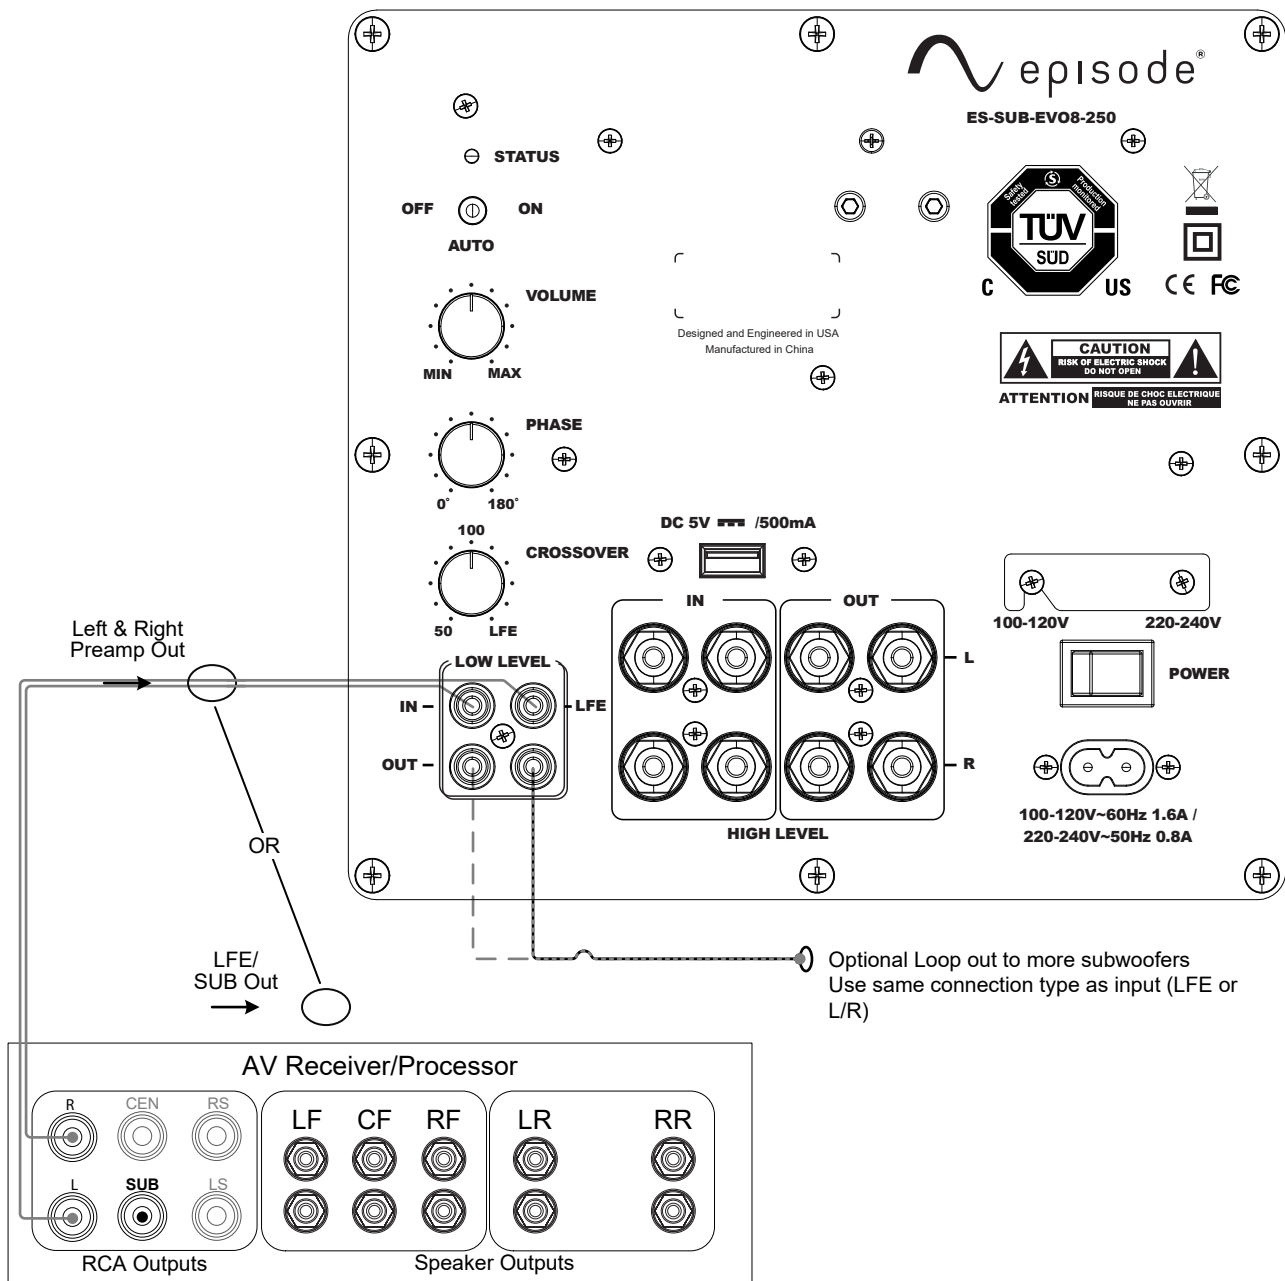 epısode®
ES-SUB-EVO8-250
STATUS
OFF
ON
AUTO
Safety tested
Production monitored
S
TÜV
SÜD
C
US
CE FC
VOLUME
MIN
MAX
Designed and Engineered in USA
Manufactured in China
CAUTION
RISK OF ELECTRIC SHOCK
DO NOT OPEN
ATTENTION
RISQUE DE CHOC ELECTRIQUE
NE PAS OUVRIR
PHASE
0°
180°
100
CROSSOVER
50
LFE
DC 5V /500mA
IN
OUT
L
R
HIGH LEVEL
100-120V
220-240V
POWER
100-120V~60Hz 1.6A /
220-240V~50Hz 0.8A
LOW LEVEL
IN
LFE
OUT
Left & Right
Preamp Out
OR
LFE/
SUB Out
Optional Loop out to more subwoofers
Use same connection type as input (LFE or
L/R)
AV Receiver/Processor
R
CEN
RS
L
SUB
LS
RCA Outputs
LF
CF
RF
LR
RR
Speaker Outputs